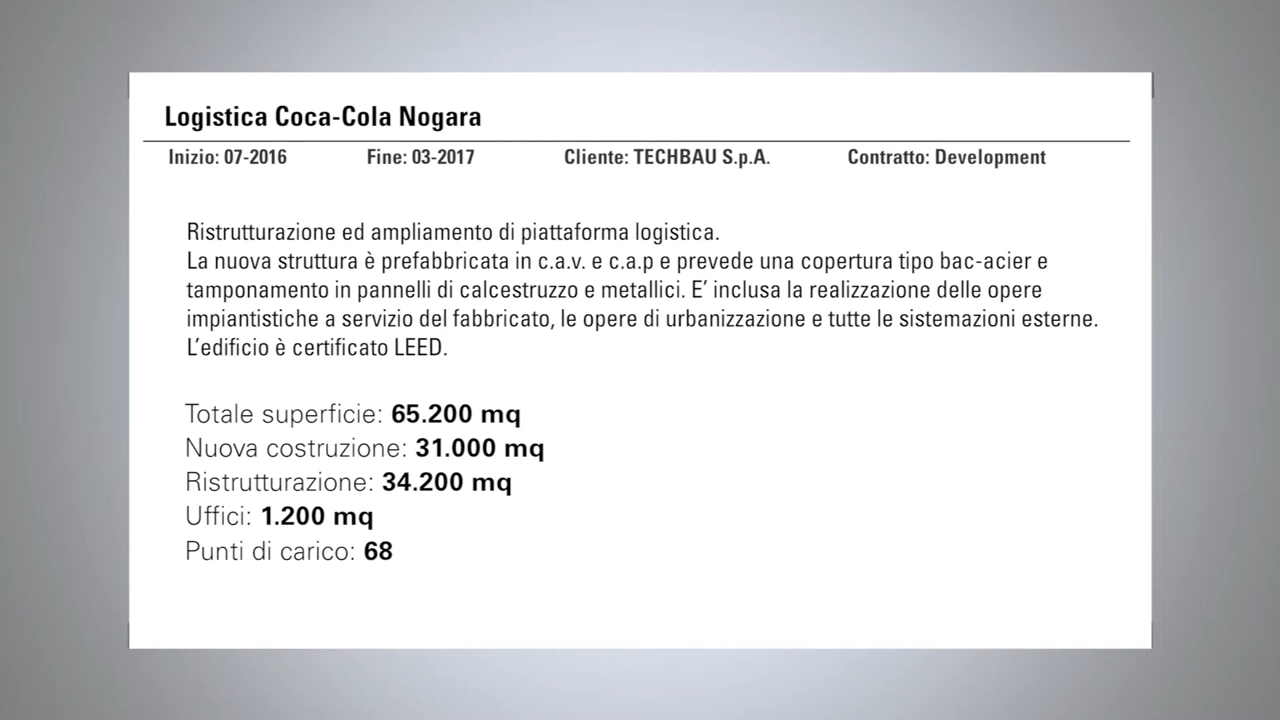 Logistica Coca-Cola Nogara
Inizio: 07-2016 Fine: 03-2017 Cliente: TECHBAU S.p.A. Contratto: Development
Ristrutturazione ed ampliamento di piattaforma logistica.
La nuova struttura è prefabbricata in c.a.v. e c.a.p e prevede una copertura tipo bac-acier e
tamponamento in pannelli di calcestruzzo e metallici. E’ inclusa la realizzazione delle opere
impiantistiche a servizio del fabbricato, le opere di urbanizzazione e tutte le sistemazioni esterne.
L’edificio è certificato LEED.
Totale superficie: 65.200 mq
Nuova costruzione: 31.000 mq
Ristrutturazione: 34.200 mq
Uffici: 1.200 mq
Punti di carico: 68